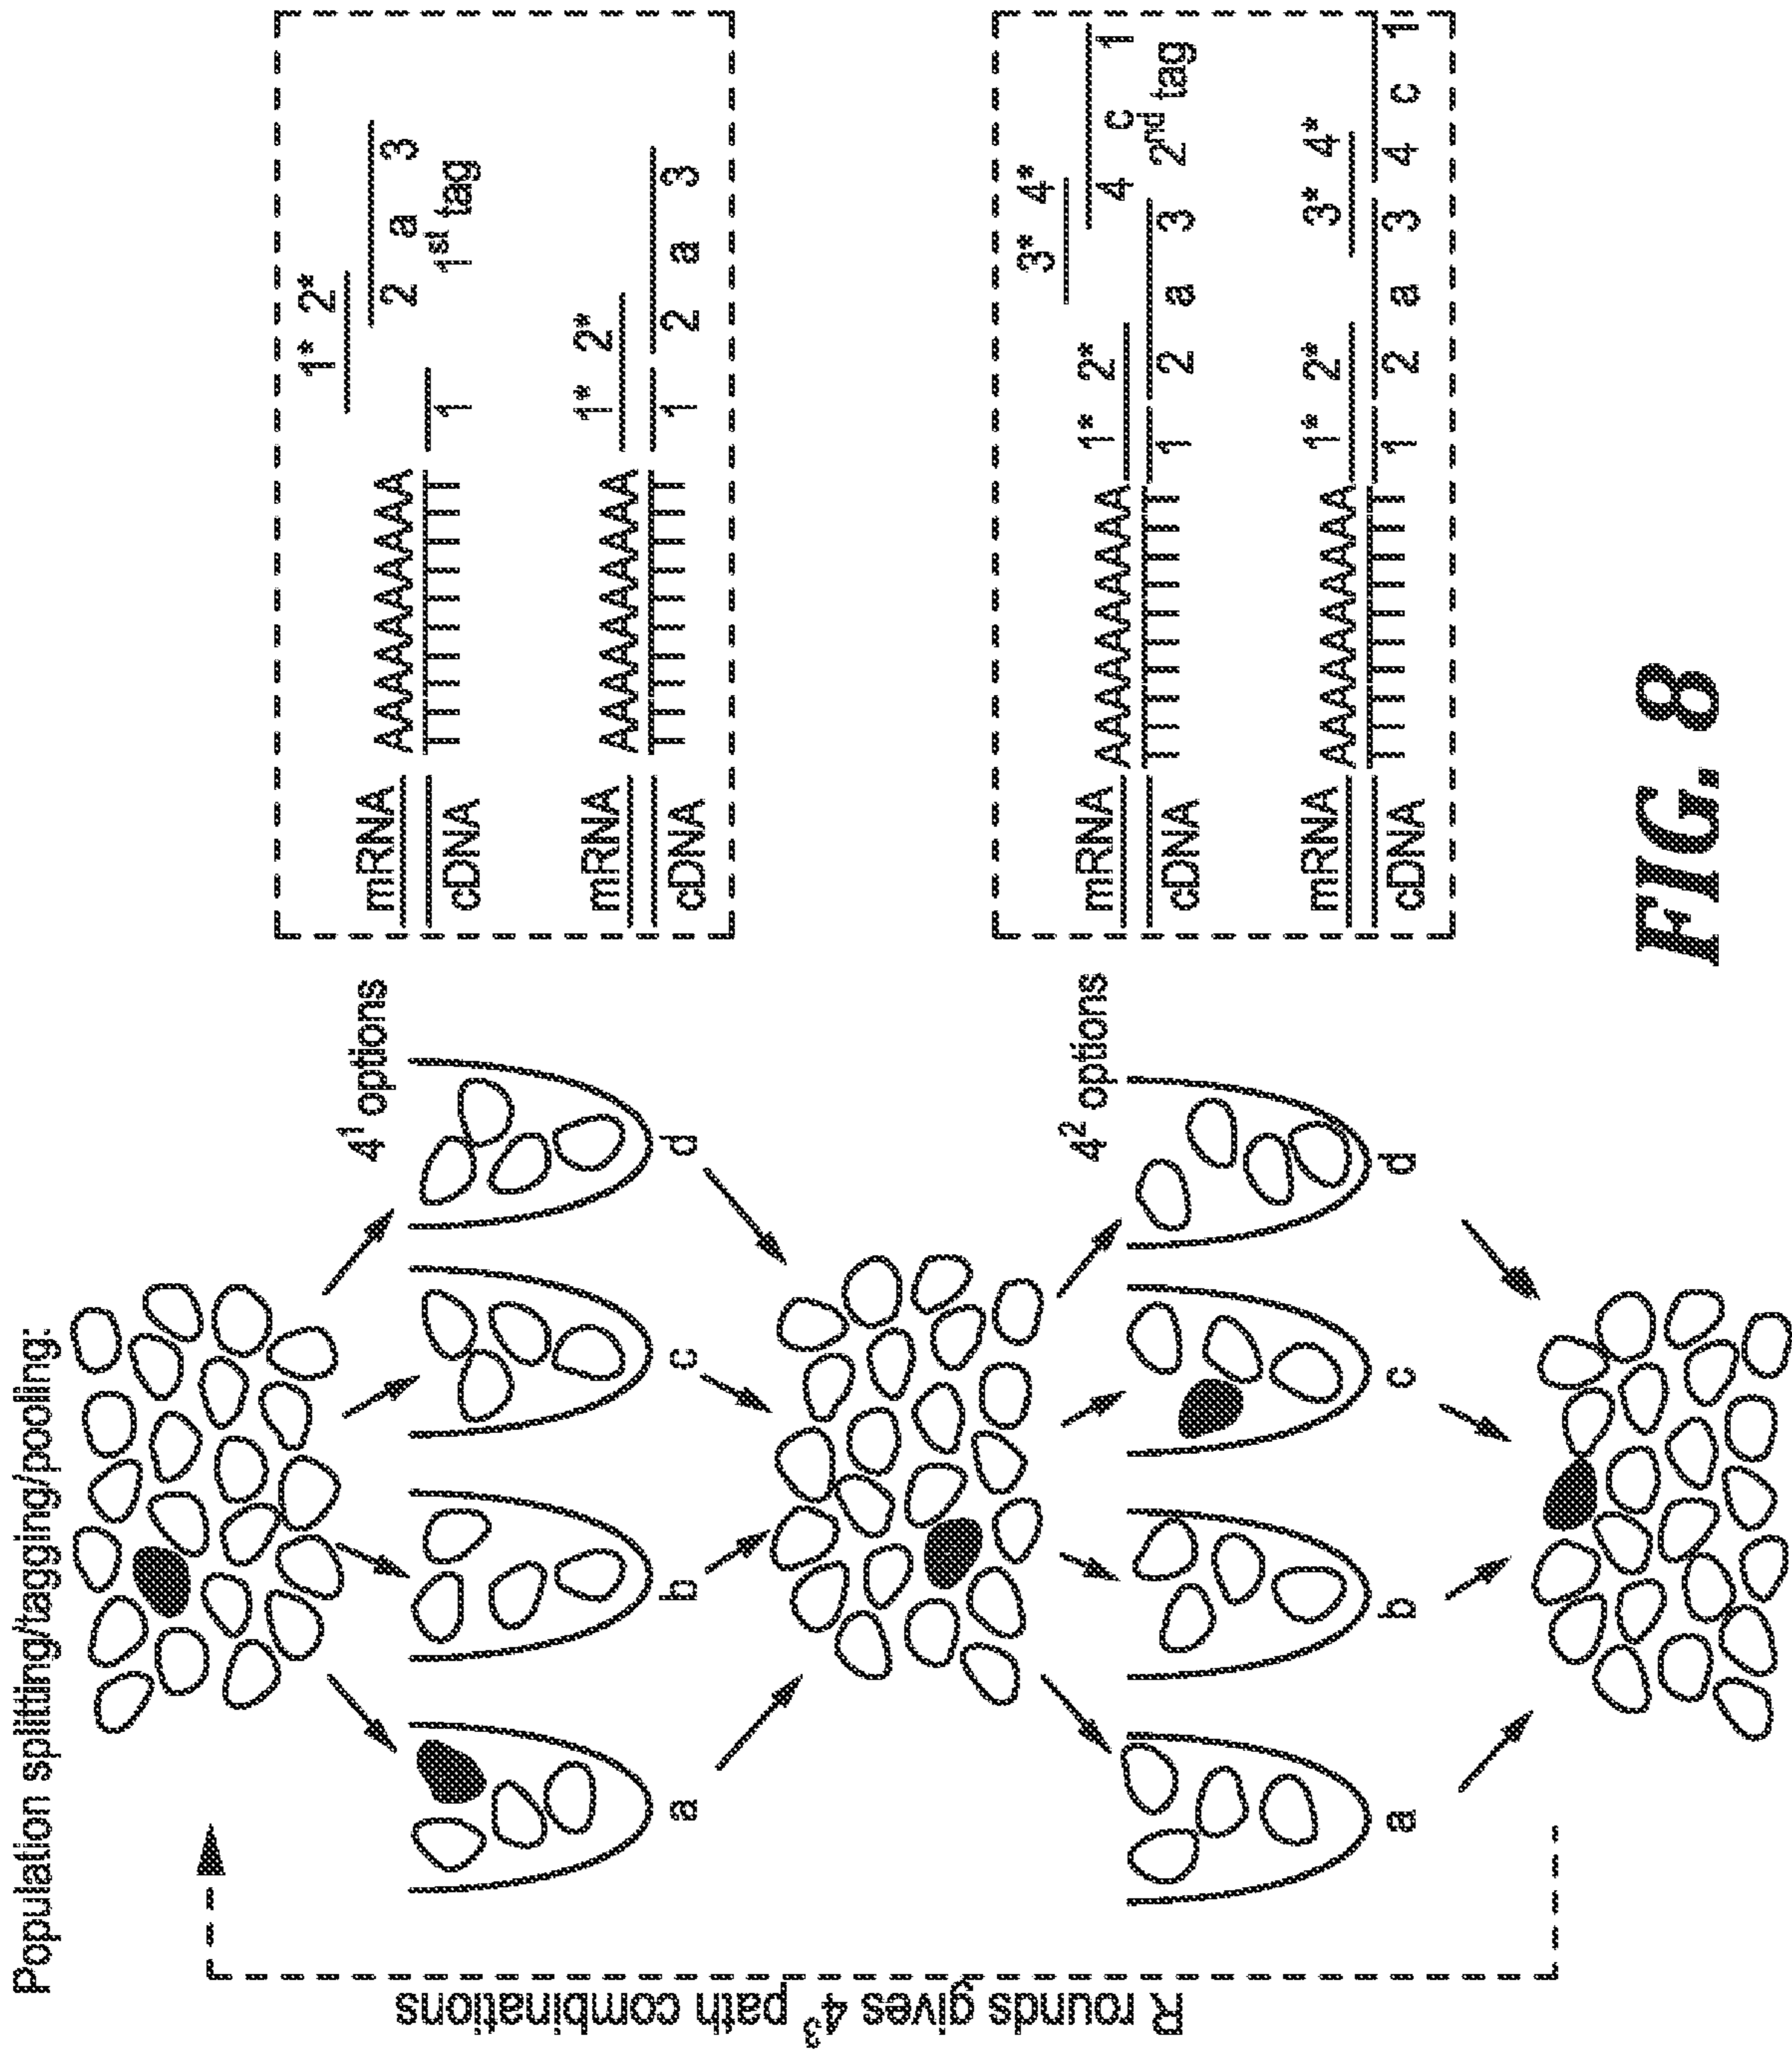 Population splitting/tagging/pooling:
4¹ options
a b c d
4² options
a b c d
R rounds gives 4³ path combinations
1* 2*
mRNA AAAAAAAAAA 2 a 3
cDNA TTTTTTTTTT 1 1st tag
mRNA AAAAAAAAAA 1* 2*
cDNA TTTTTTTTTT 1 2 a 3
3* 4*
mRNA AAAAAAAAAA 1* 2* 4 c 1
cDNA TTTTTTTTTT 1 2 a 3 2nd tag
mRNA AAAAAAAAAA 1* 2* 3* 4*
cDNA TTTTTTTTTT 1 2 a 3 4 c 1
FIG. 8